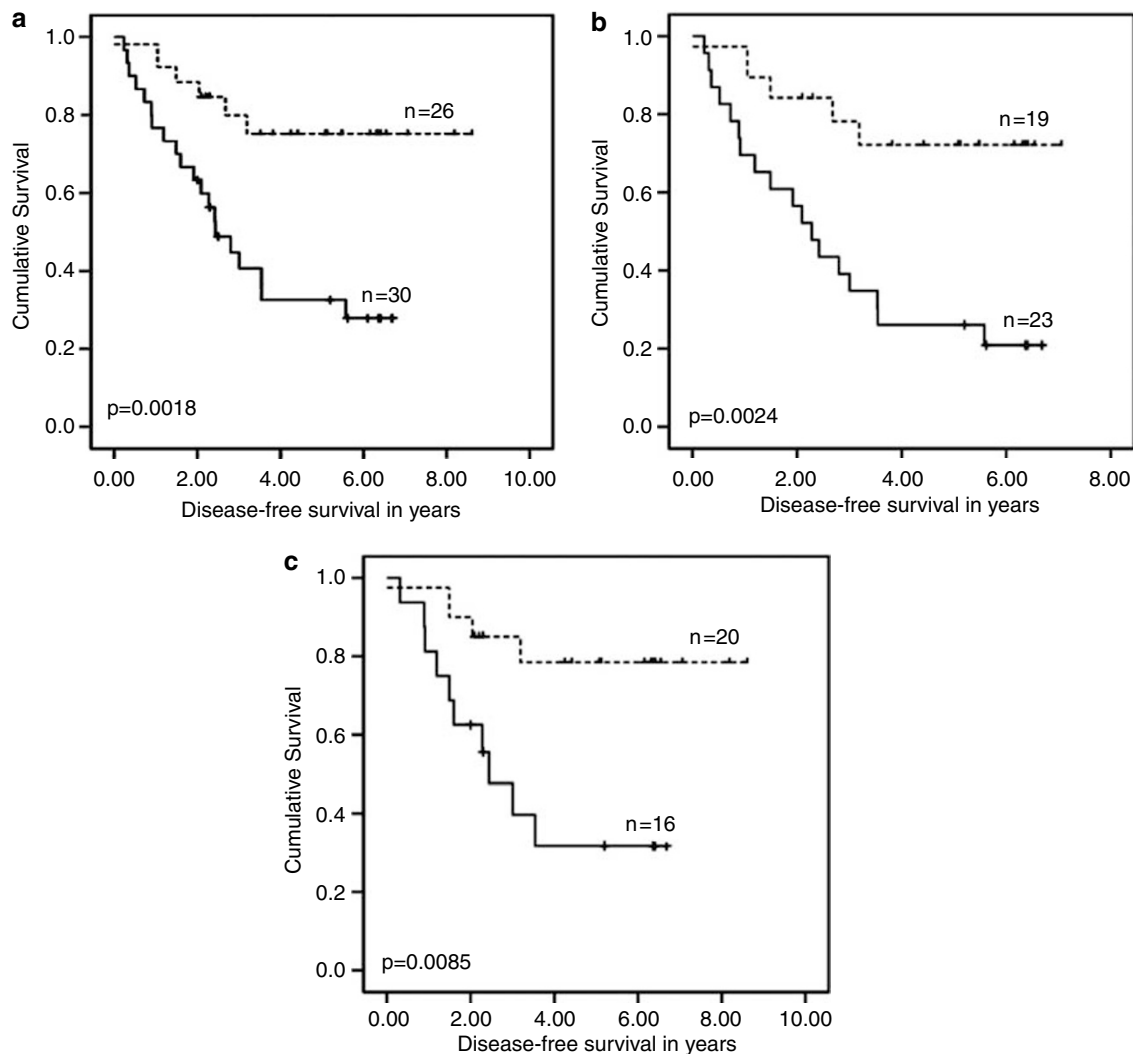 a
1.0
0.8
0.6
0.4
0.2
0.0
Cumulative Survival
n=26
n=30
p=0.0018
0.00 2.00 4.00 6.00 8.00 10.00
Disease-free survival in years
b
1.0
0.8
0.6
0.4
0.2
0.0
Cumulative Survival
n=19
n=23
p=0.0024
0.00 2.00 4.00 6.00 8.00
Disease-free survival in years
c
1.0
0.8
0.6
0.4
0.2
0.0
Cumulative Survival
n=20
n=16
p=0.0085
0.00 2.00 4.00 6.00 8.00 10.00
Disease-free survival in years